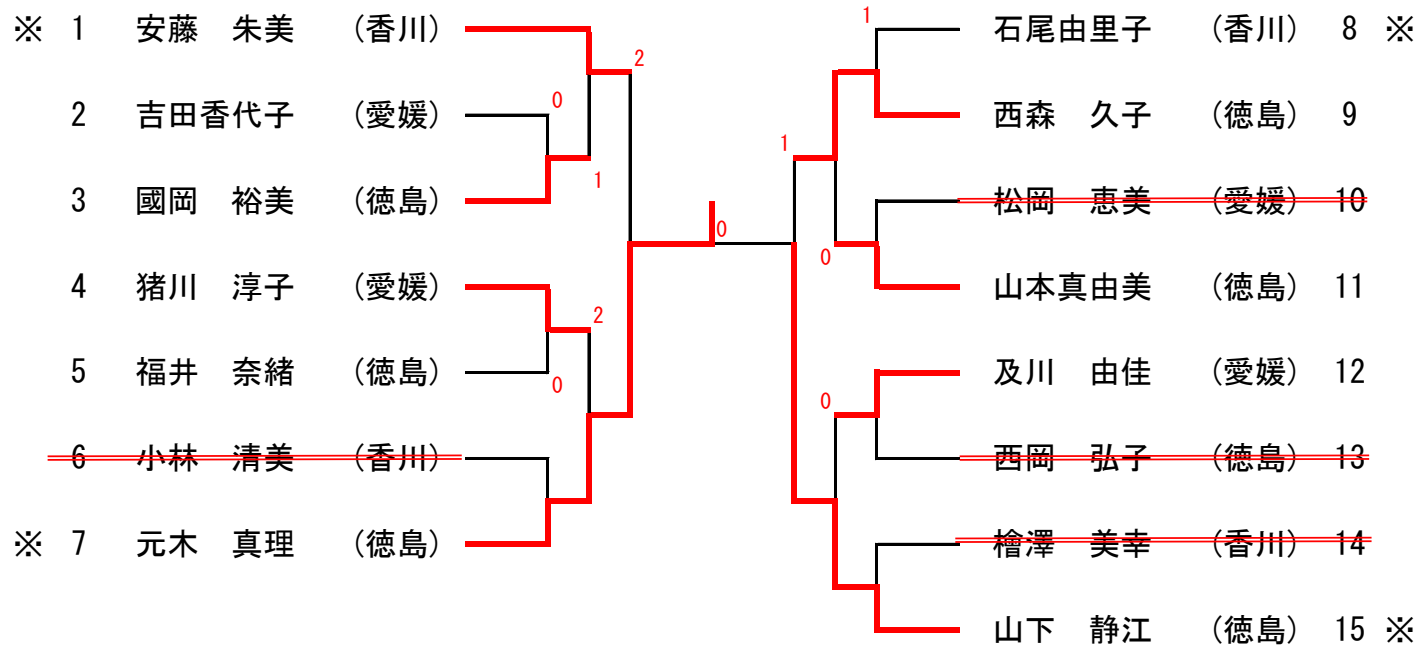 ※ 1 安藤 朱美 (香川)
2 吉田香代子 (愛媛)
3 國岡 裕美 (徳島)
4 猪川 淳子 (愛媛)
5 福井 奈緒 (徳島)
6 小林 清美 (香川)
※ 7 元木 真理 (徳島)
2
0
1
2
0
0
1
1
0
0
石尾由里子 (香川) 8 ※
西森 久子 (徳島) 9
松岡 恵美 (愛媛) 10
山本真由美 (徳島) 11
及川 由佳 (愛媛) 12
西岡 弘子 (徳島) 13
檜澤 美幸 (香川) 14
山下 静江 (徳島) 15 ※